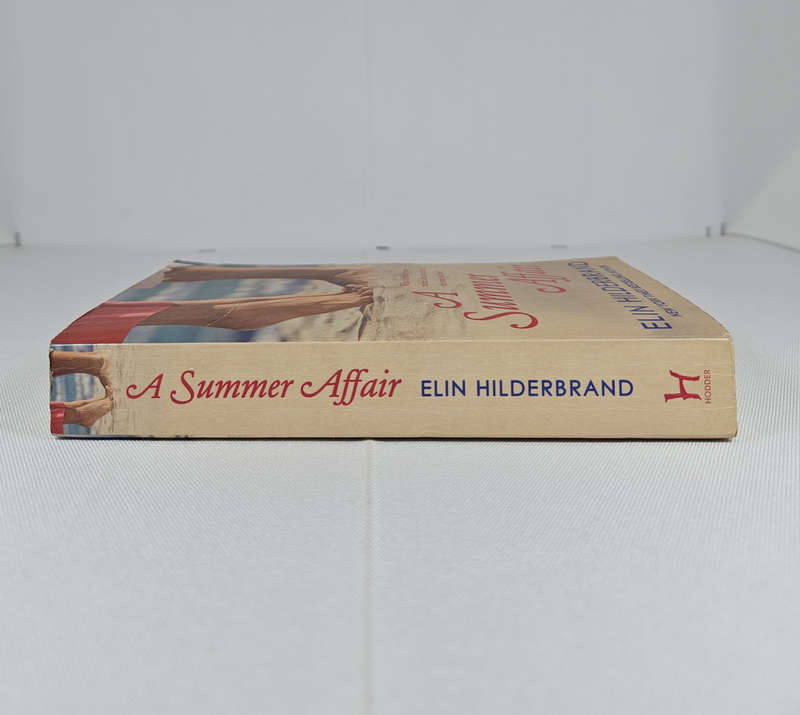 A Summer Affair ELIN HILDERBRAND
H
HODDER
A
Summer
Affair
ELIN HILDERBRAND